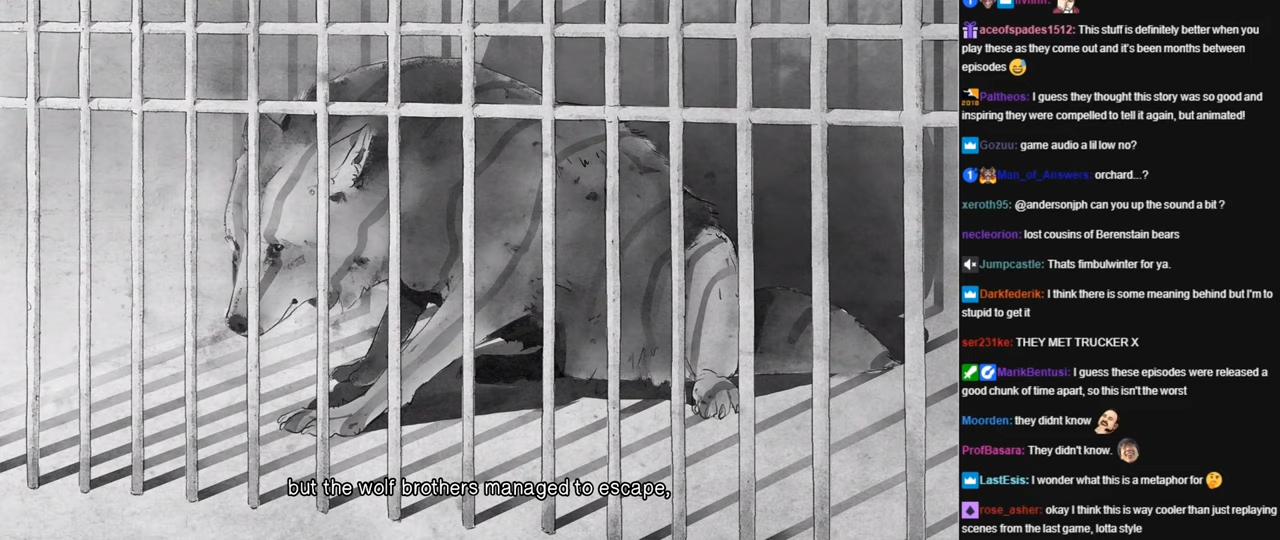 but the wolf brothers managed to escape,
aceofspades1512: This stuff is definitely better when you
play these as they come out and it's been months between
episodes
2018 Paltheos: I guess they thought this story was so good and
inspiring they were compelled to tell it again, but animated!
Gozuu: game audio a lil low no?
1 Man_of_Answers: orchard...?
xeroth95: @andersonjph can you up the sound a bit ?
necleorion: lost cousins of Berenstain bears
Jumpcastle: Thats fimbulwinter for ya.
Darkfederik: I think there is some meaning behind but I'm to
stupid to get it
ser231ke: THEY MET TRUCKER X
MarikBentusi: I guess these episodes were released a
good chunk of time apart, so this isn't the worst
Moorden: they didnt know
ProfBasara: They didn't know.
LastEsis: I wonder what this is a metaphor for
rose_asher: okay I think this is way cooler than just replaying
scenes from the last game, lotta style